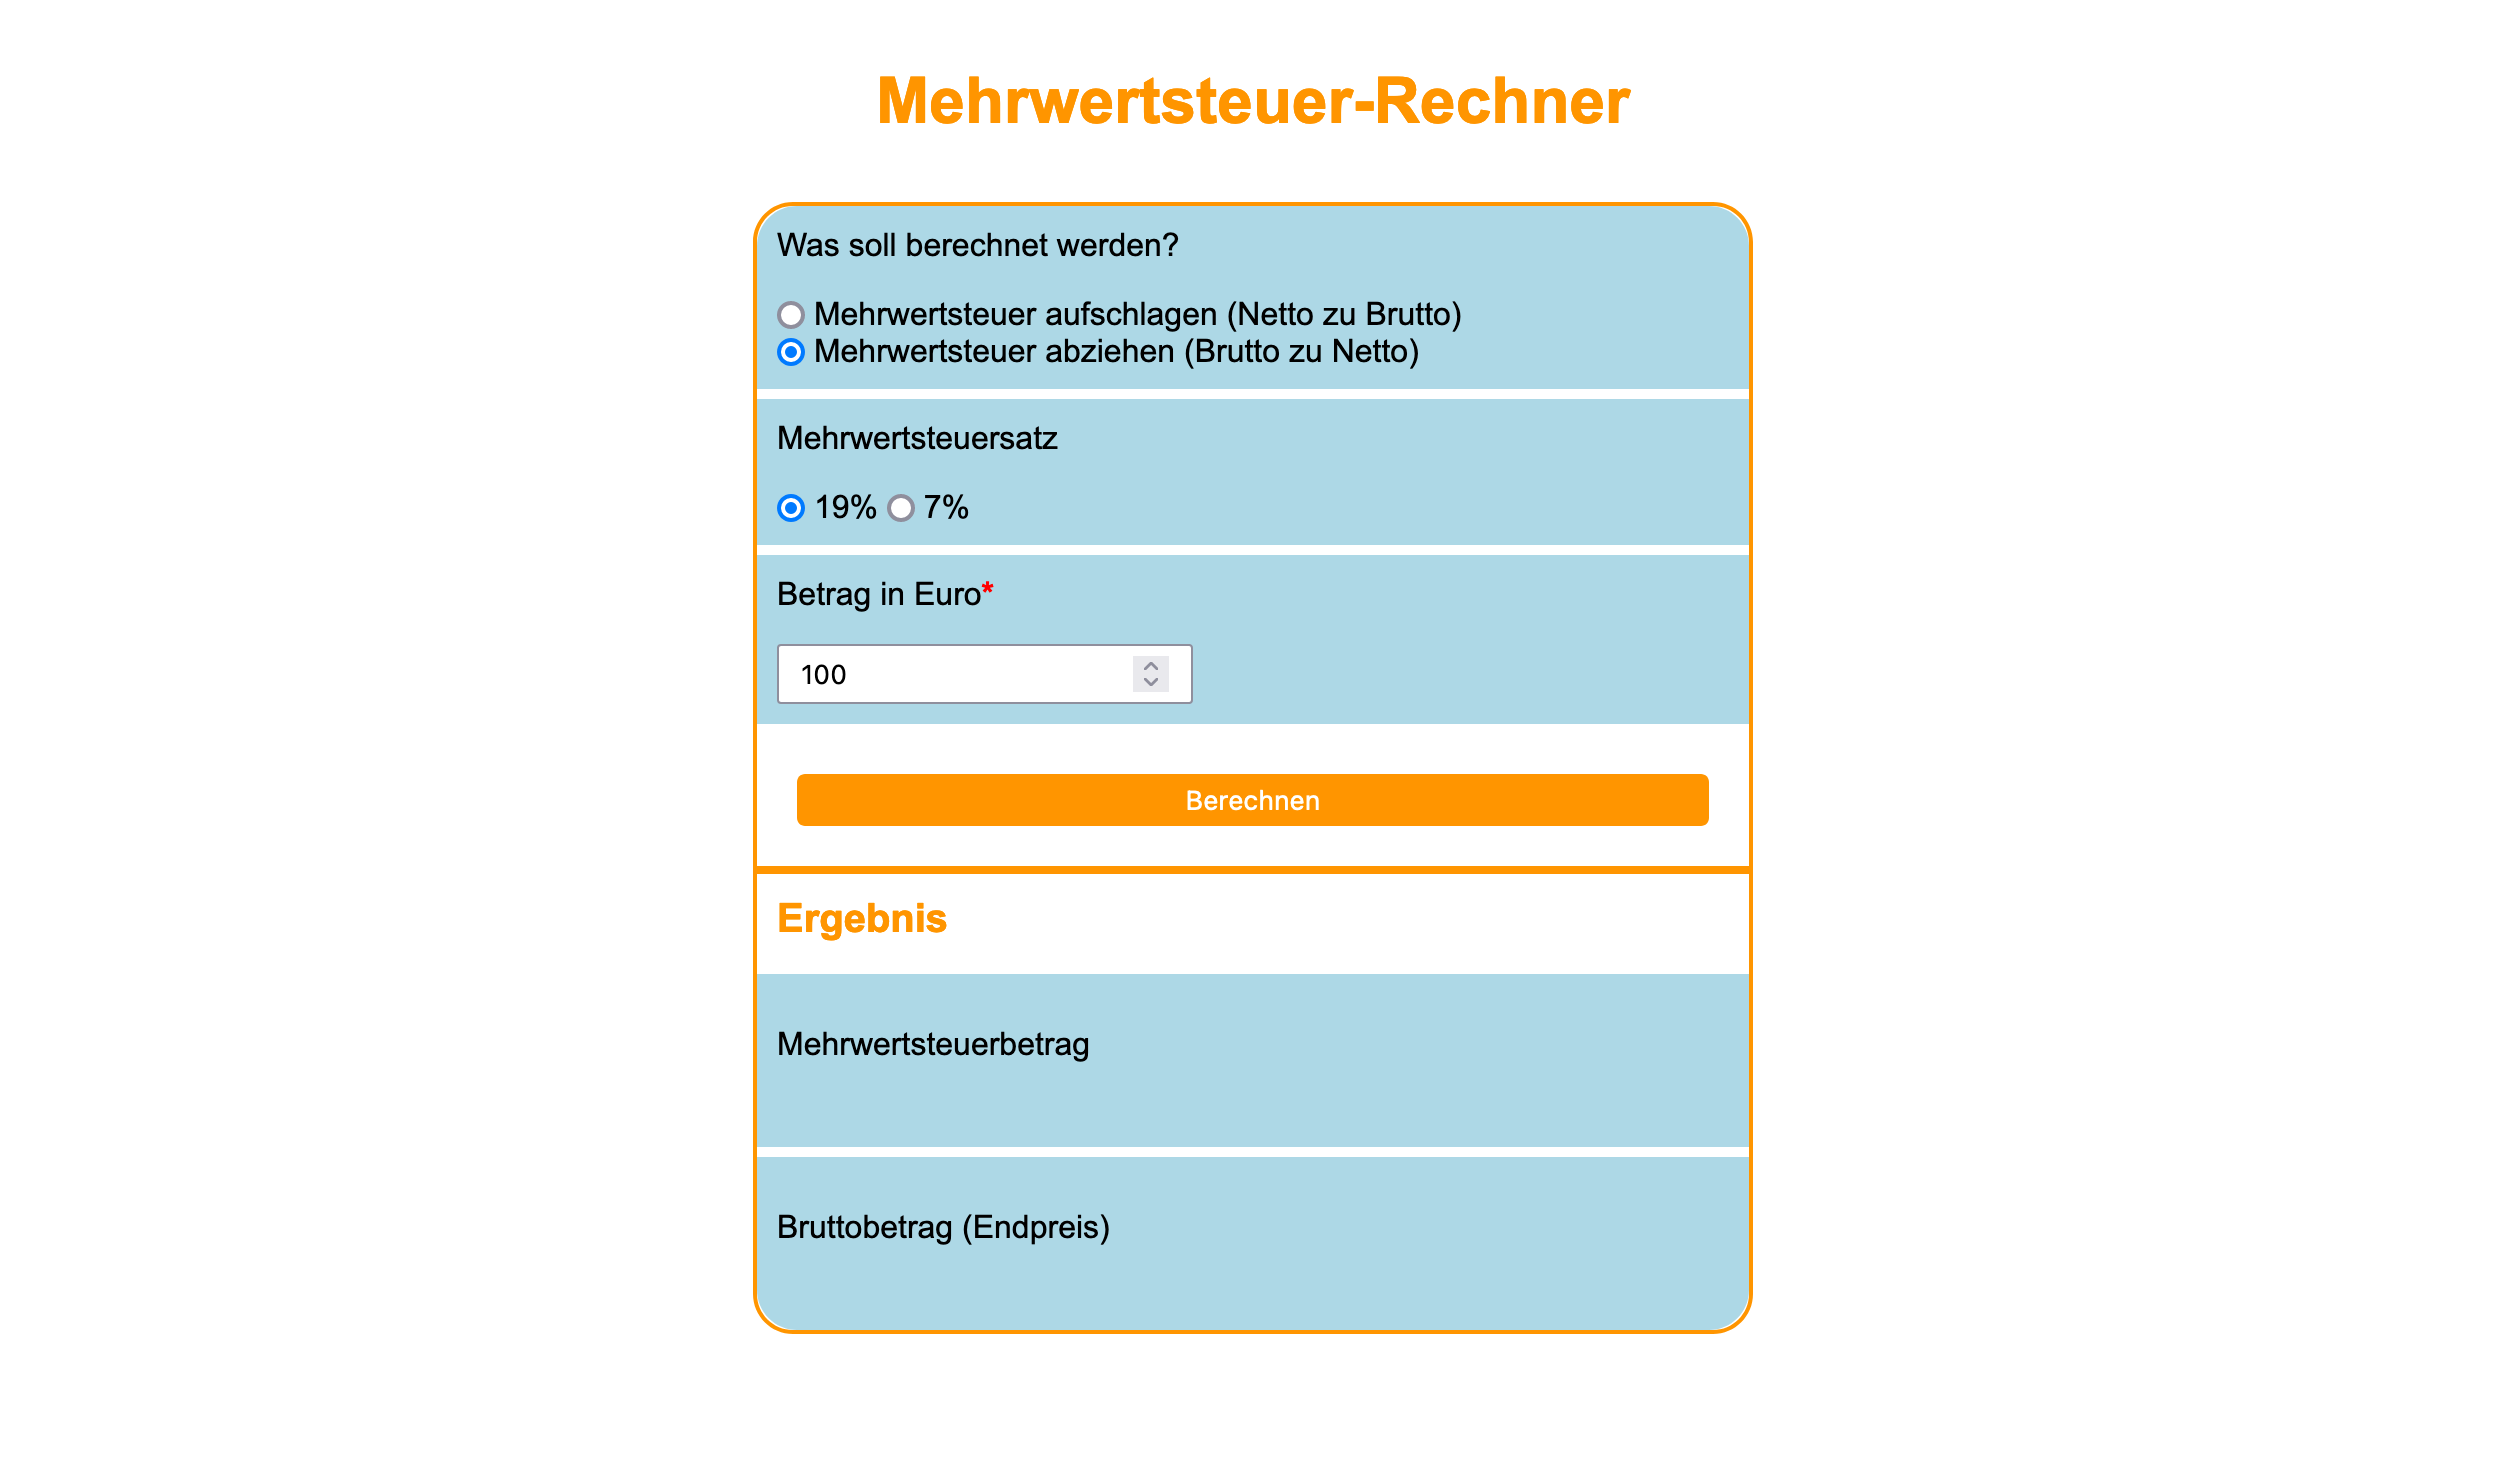 Mehrwertsteuer-Rechner
Was soll berechnet werden?
Mehrwertsteuer aufschlagen (Netto zu Brutto)
Mehrwertsteuer abziehen (Brutto zu Netto)
Mehrwertsteuersatz
19% 7%
Betrag in Euro*
100
Berechnen
Ergebnis
Mehrwertsteuerbetrag
Bruttobetrag (Endpreis)